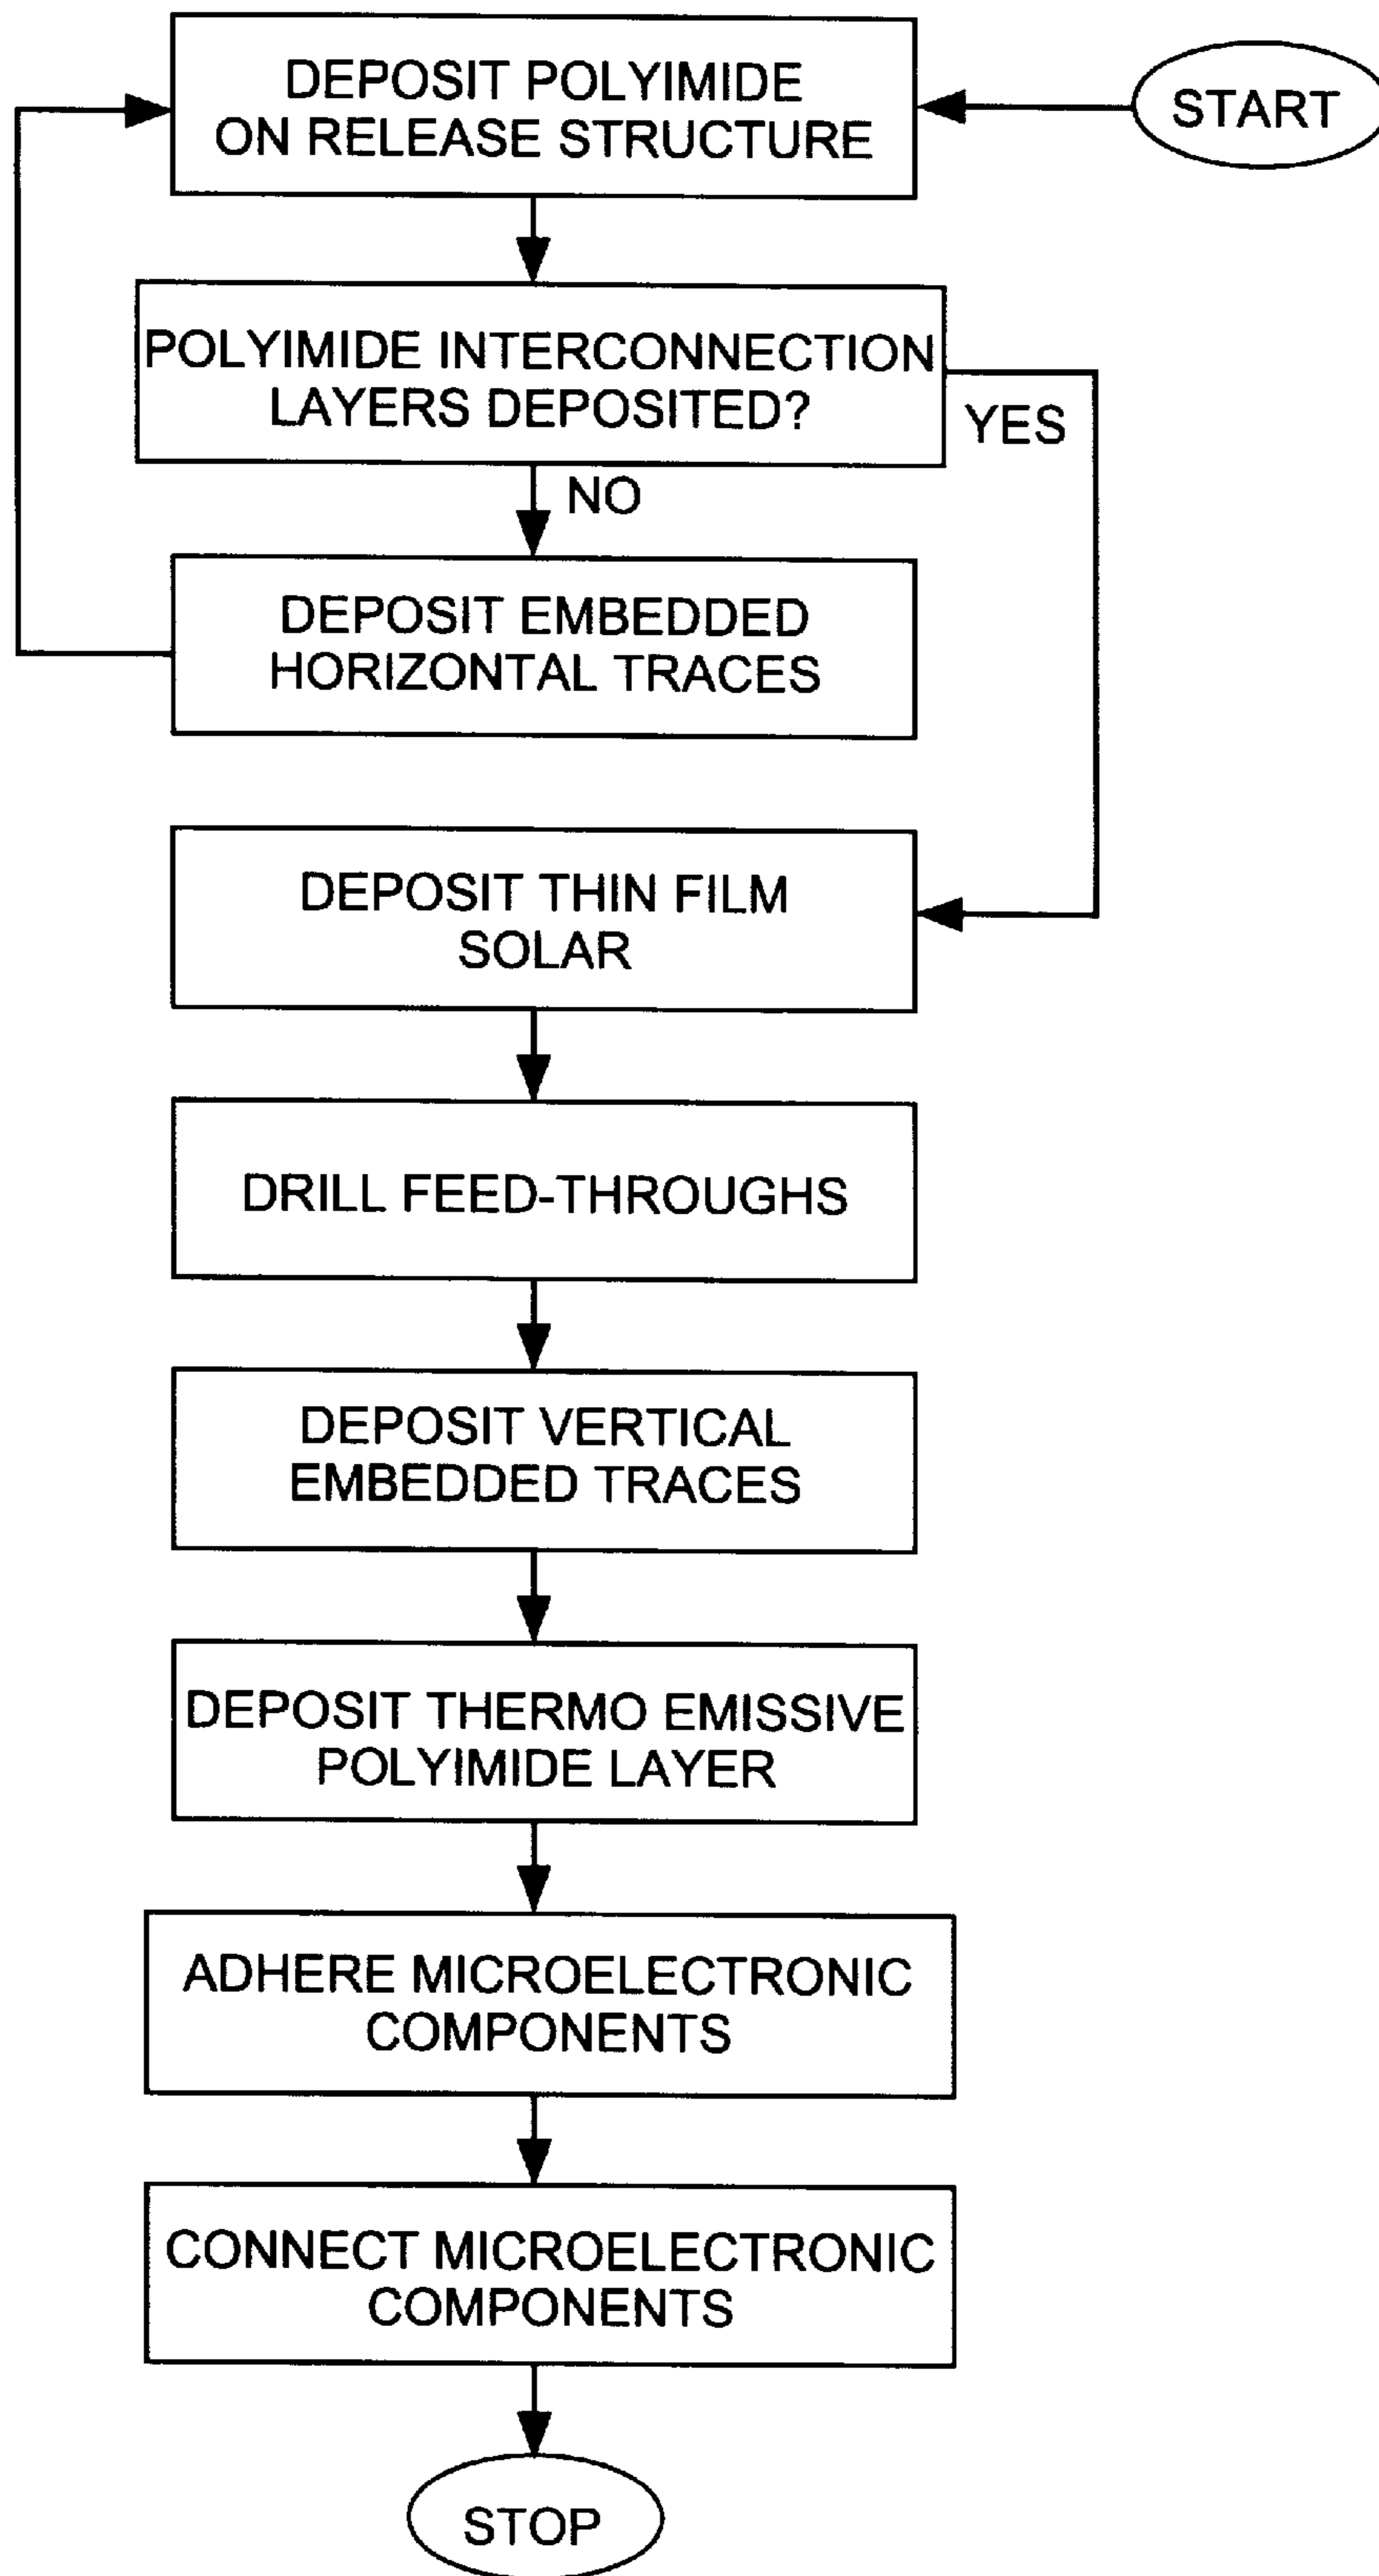 START
DEPOSIT POLYIMIDE
ON RELEASE STRUCTURE
POLYIMIDE INTERCONNECTION
LAYERS DEPOSITED?
YES
NO
DEPOSIT EMBEDDED
HORIZONTAL TRACES
DEPOSIT THIN FILM
SOLAR
DRILL FEED-THROUGHS
DEPOSIT VERTICAL
EMBEDDED TRACES
DEPOSIT THERMO EMISSIVE
POLYIMIDE LAYER
ADHERE MICROELECTRONIC
COMPONENTS
CONNECT MICROELECTRONIC
COMPONENTS
STOP